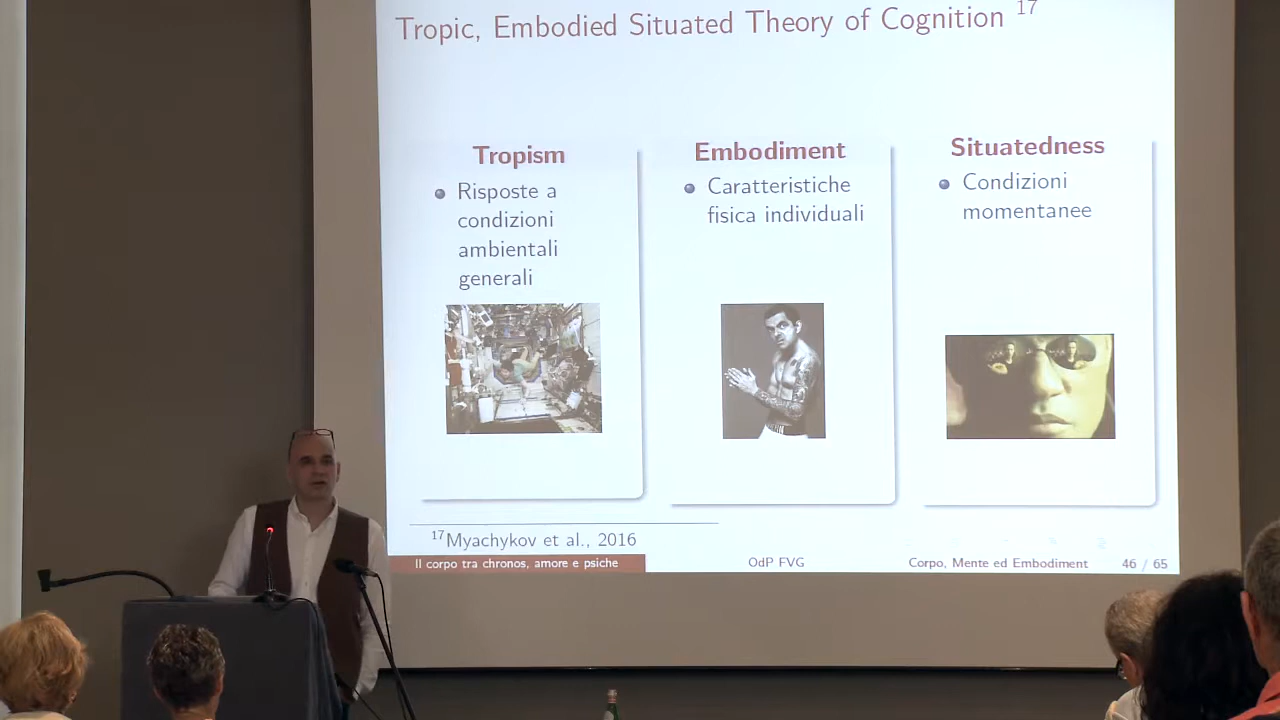 Tropic, Embodied Situated Theory of Cognition 17
Tropism
Risposte a
condizioni
ambientali
generali
Embodiment
Caratteristiche
fisica individuali
Situatedness
Condizioni
momentanee
17Myachykov et al., 2016
Il corpo tra chronos, amore e psiche
OdP FVG
Corpo, Mente ed Embodiment
46 / 65